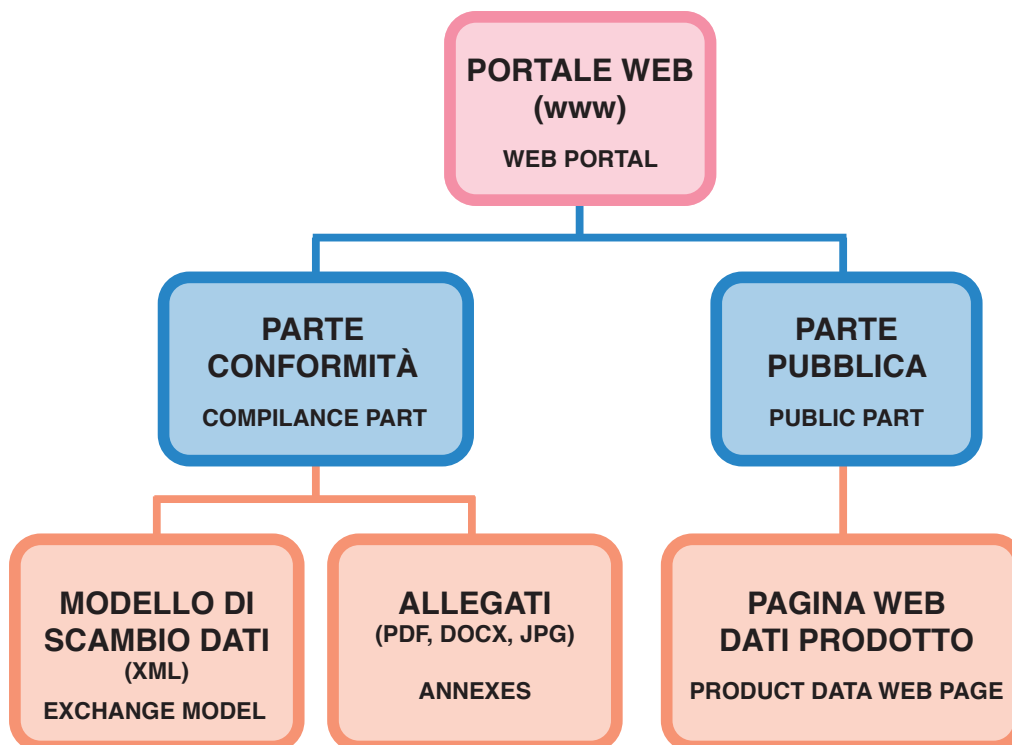 PORTALE WEB
(www)
WEB PORTAL
PARTE
CONFORMITÀ
COMPILANCE PART
PARTE
PUBBLICA
PUBLIC PART
MODELLO DI
SCAMBIO DATI
(XML)
EXCHANGE MODEL
ALLEGATI
(PDF, DOCX, JPG)
ANNEXES
PAGINA WEB
DATI PRODOTTO
PRODUCT DATA WEB PAGE